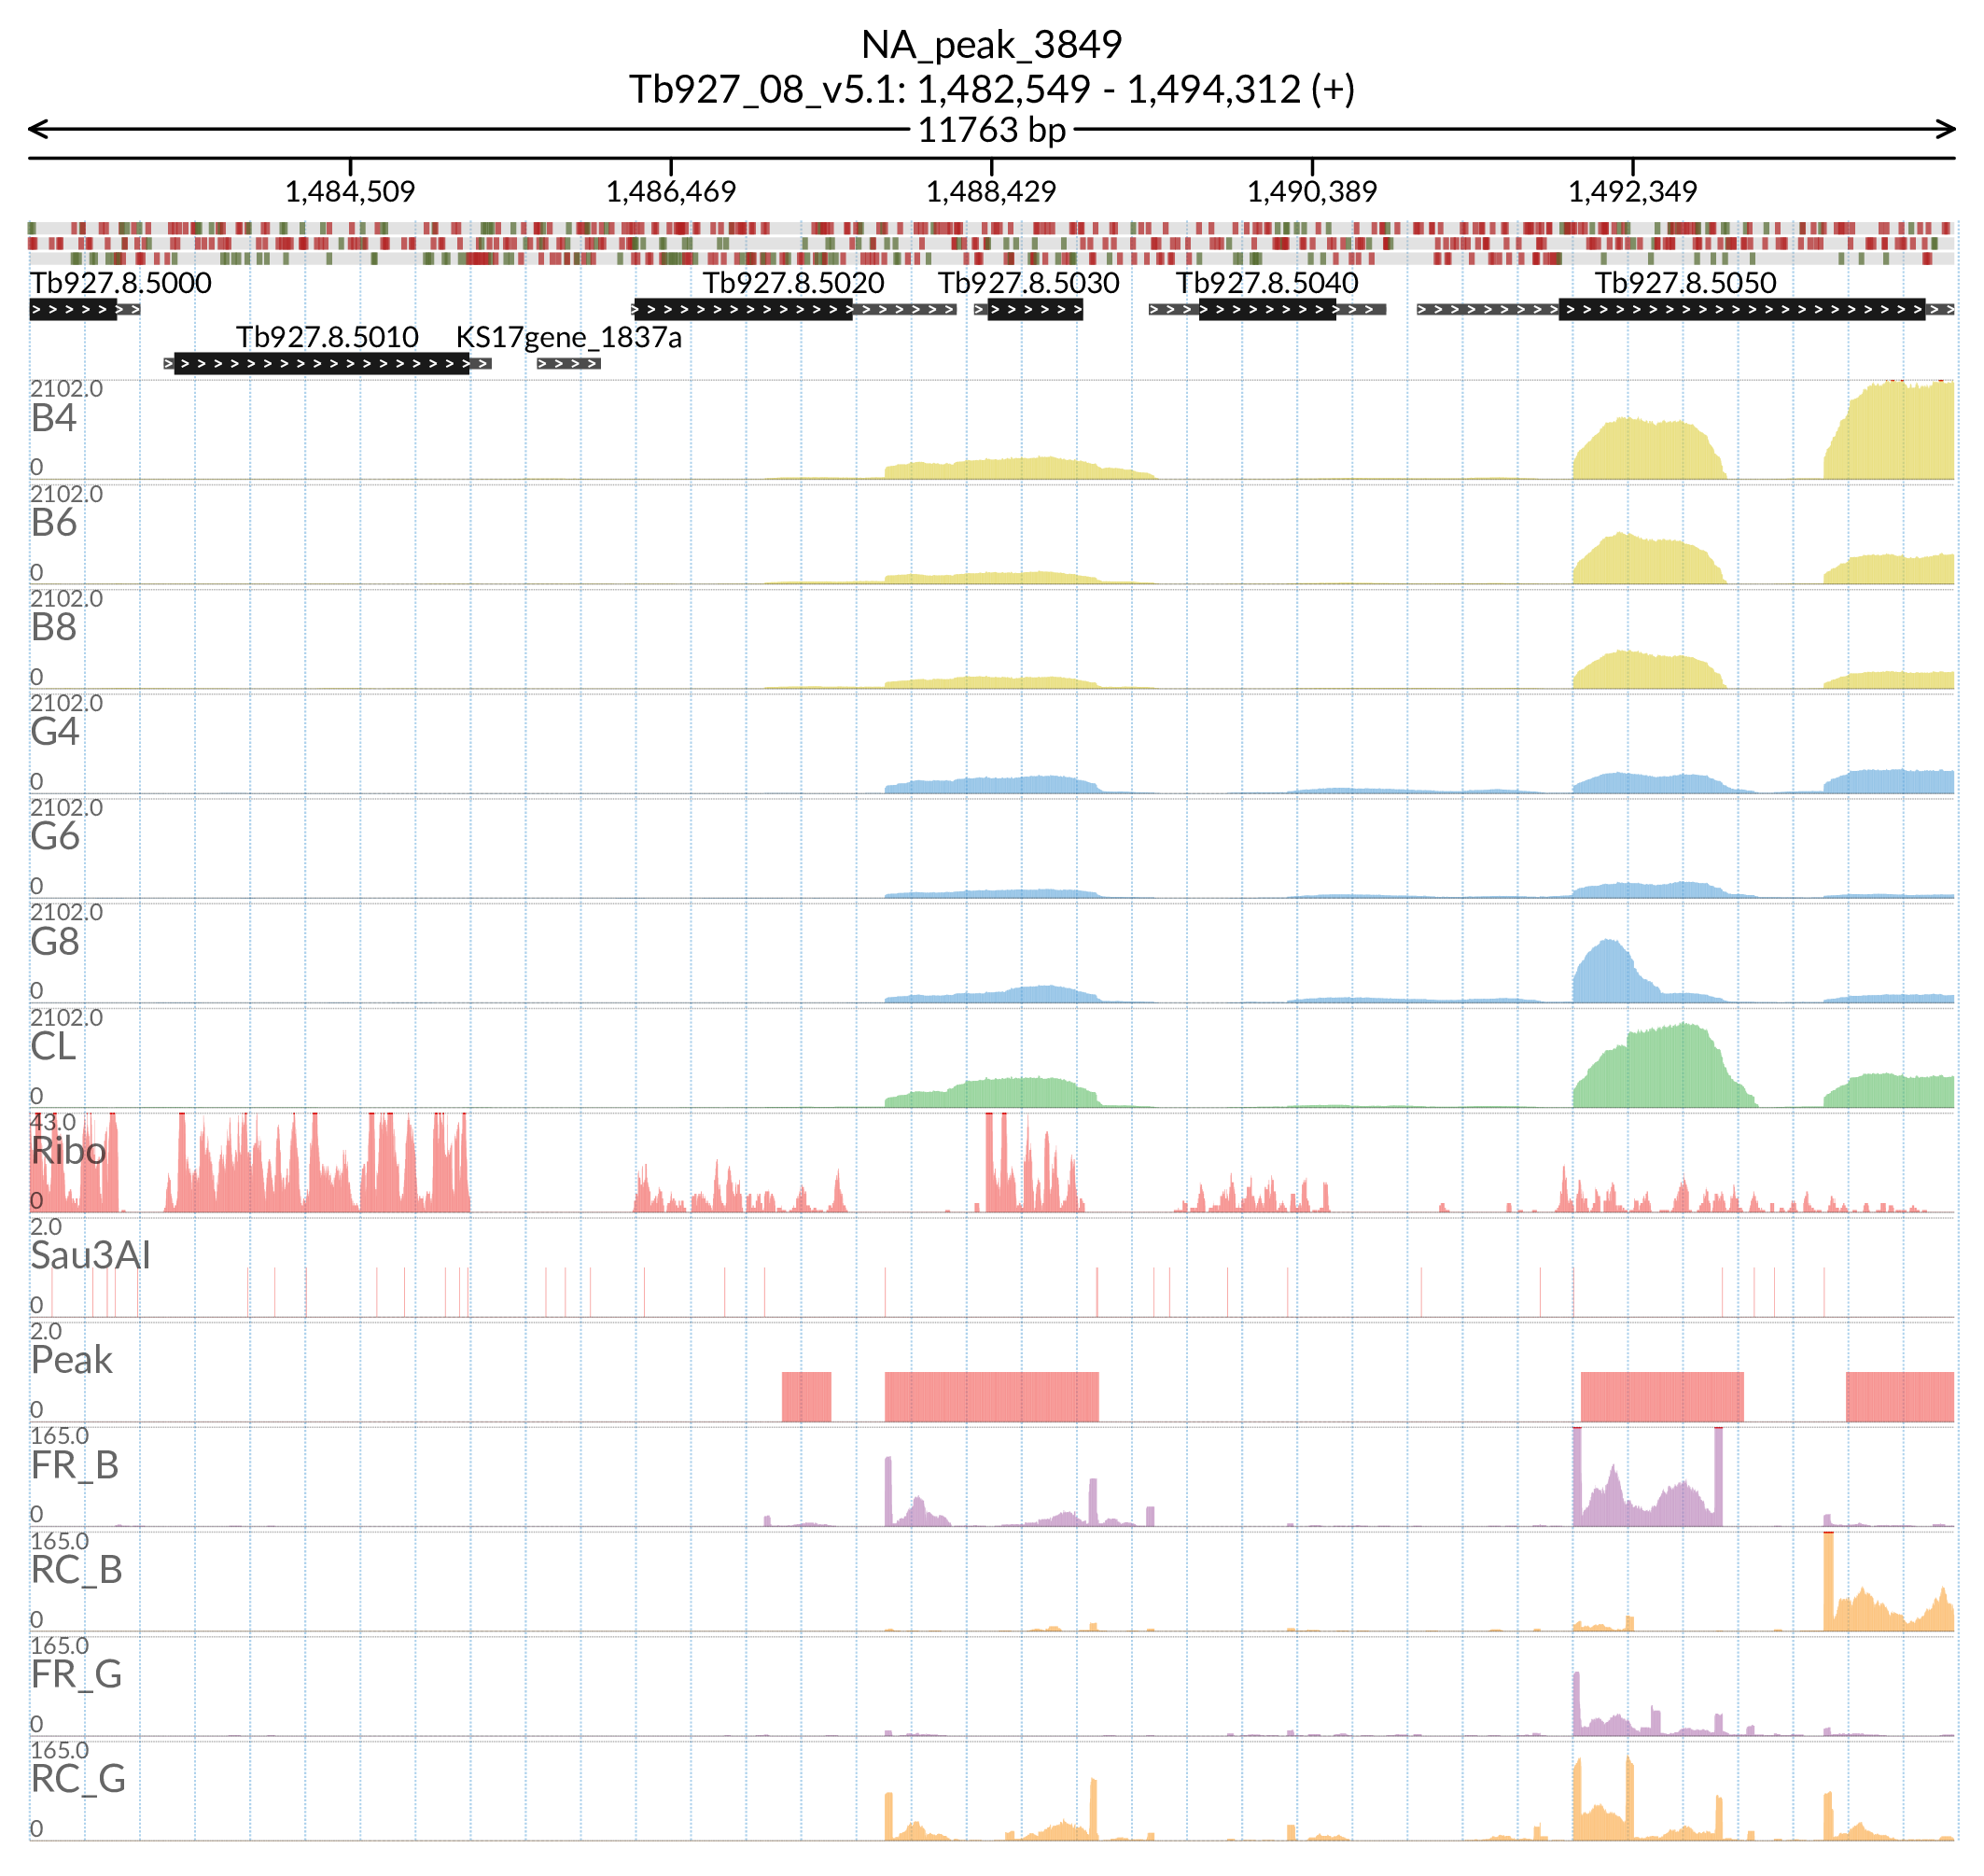 NA_peak_3849
Tb927_08_v5.1: 1,482,549 - 1,494,312 (+)
11763 bp
1,484,509 1,486,469 1,488,429 1,490,389 1,492,349
Tb927.8.5000 Tb927.8.5020 Tb927.8.5030 Tb927.8.5040 Tb927.8.5050
Tb927.8.5010 KS17gene_1837a
2102.0
B4
0
2102.0
B6
0
2102.0
B8
0
2102.0
G4
0
2102.0
G6
0
2102.0
G8
0
2102.0
CL
0
43.0
Ribo
0
2.0
Sau3AI
0
2.0
Peak
0
165.0
FR_B
0
165.0
RC_B
0
165.0
FR_G
0
165.0
RC_G
0